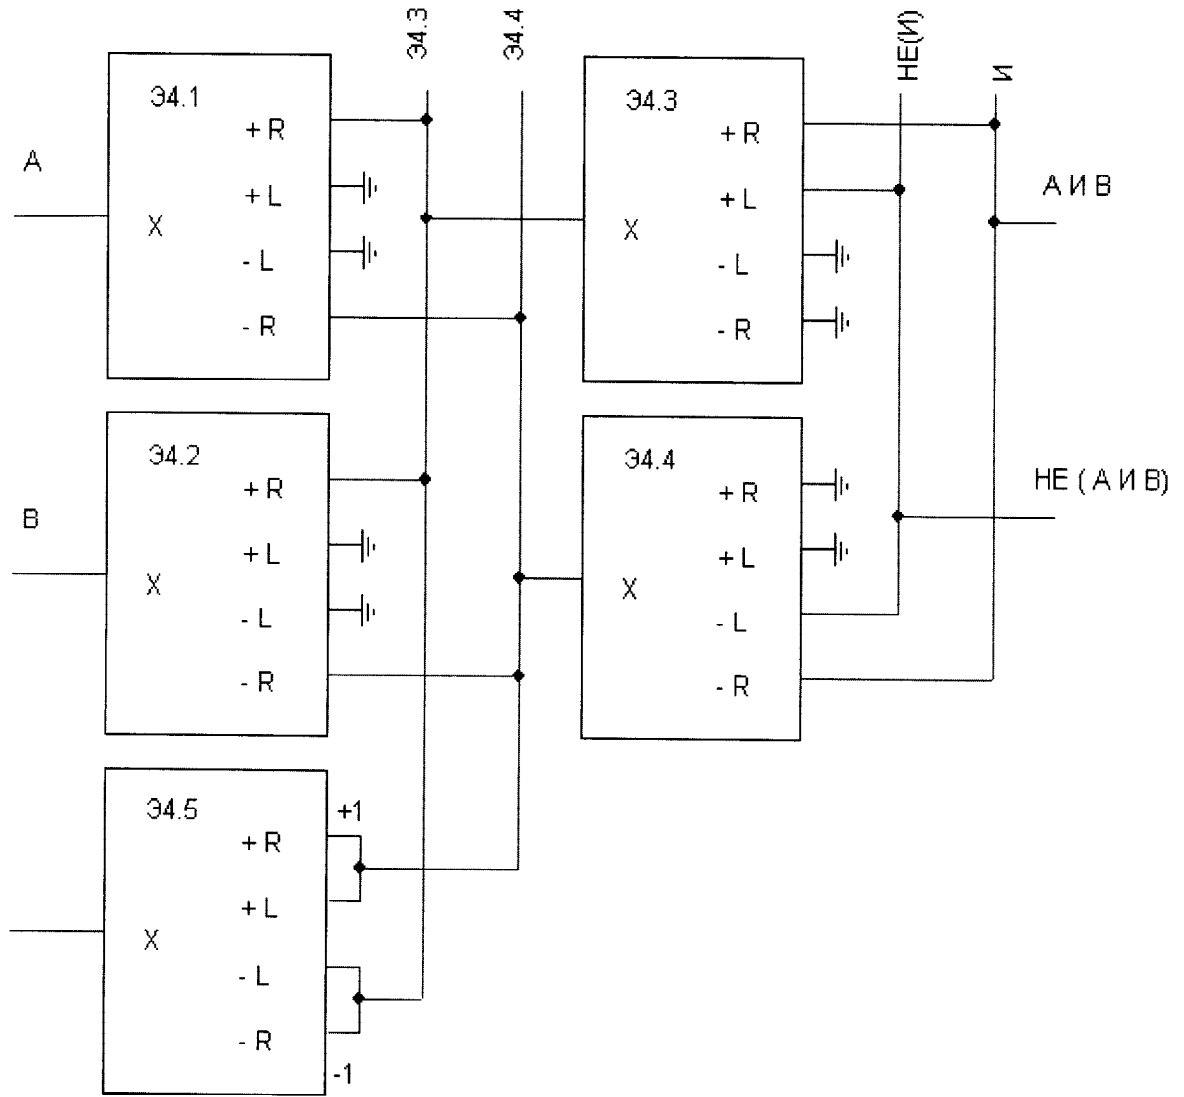 Э4.3
Э4.4
НЕ(И)
И
Э4.1
+ R
+ L
- L
- R
X
A
Э4.3
+ R
+ L
- L
- R
X
А И В
Э4.2
+ R
+ L
- L
- R
X
B
Э4.4
+ R
+ L
- L
- R
X
НЕ ( А И В)
Э4.5
+1
+ R
+ L
- L
- R
X
-1